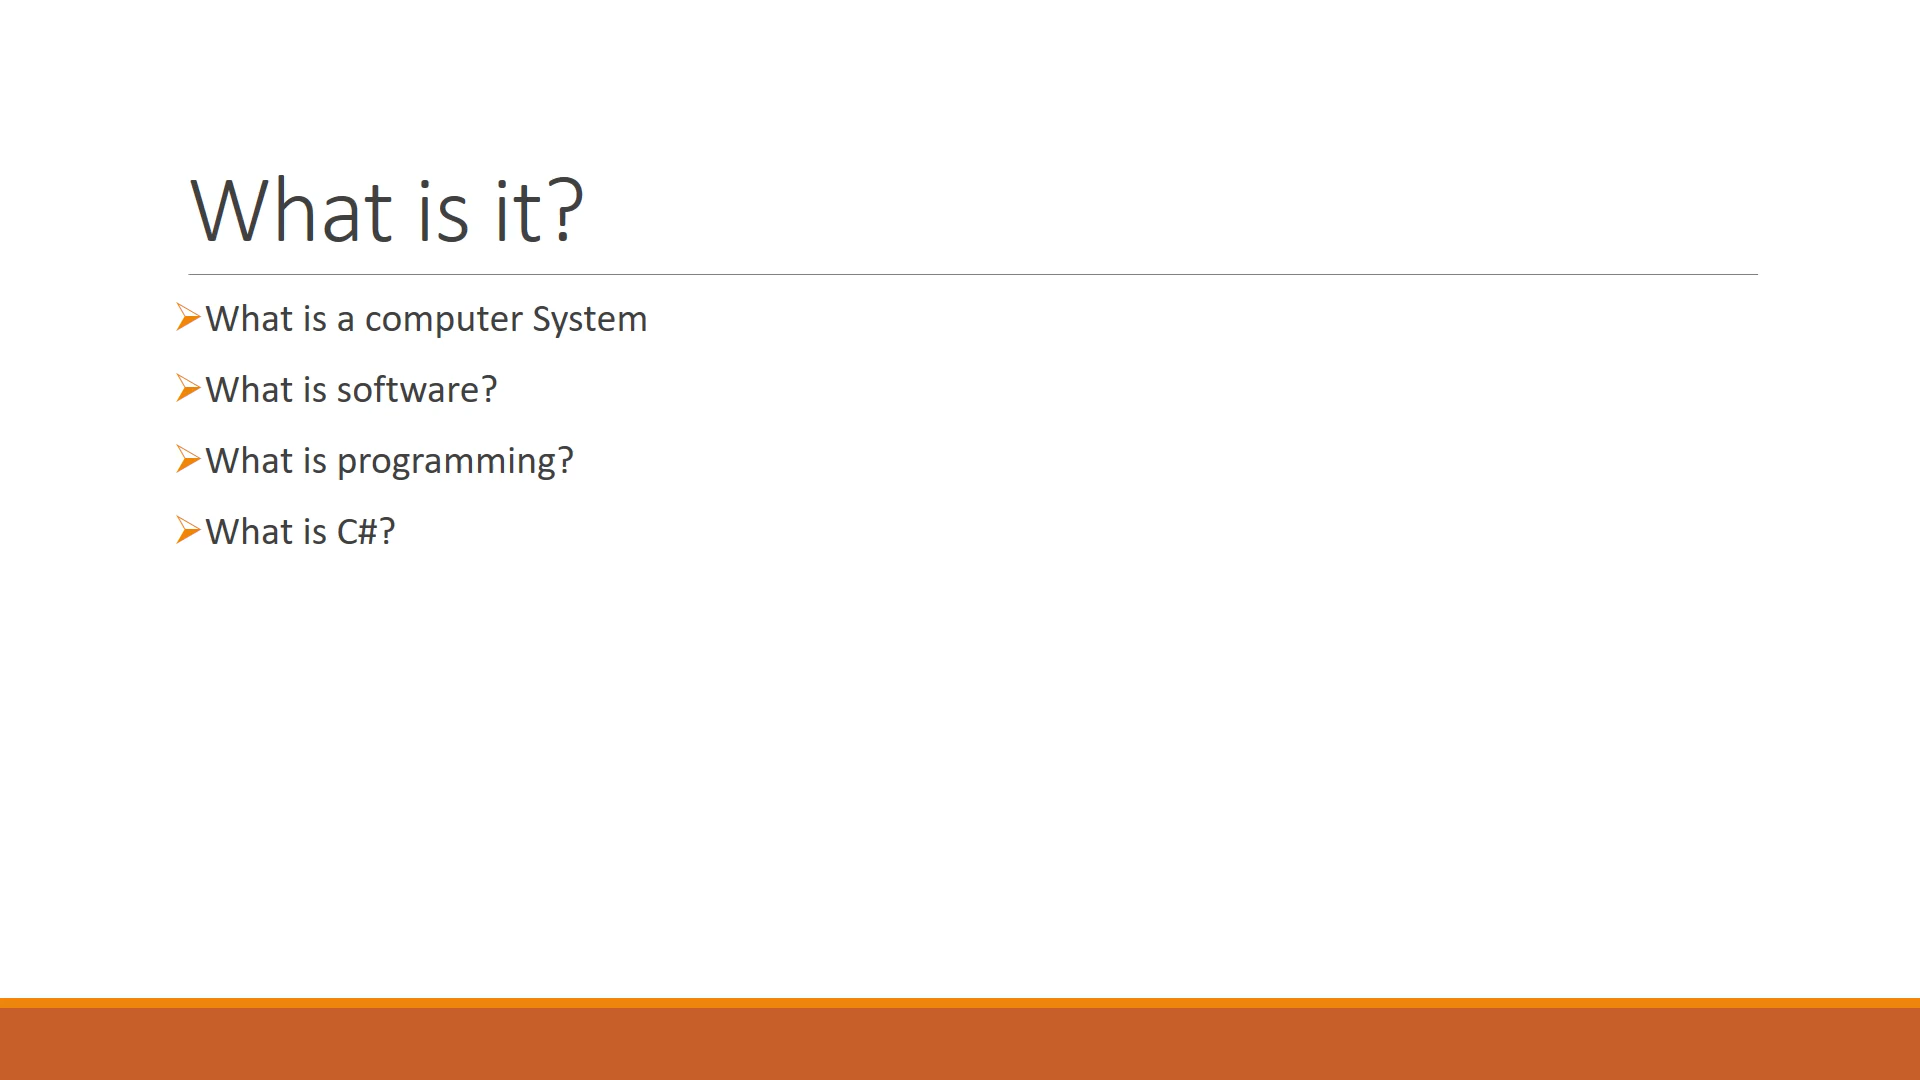 What is it?
What is a computer System
What is software?
What is programming?
What is C#?